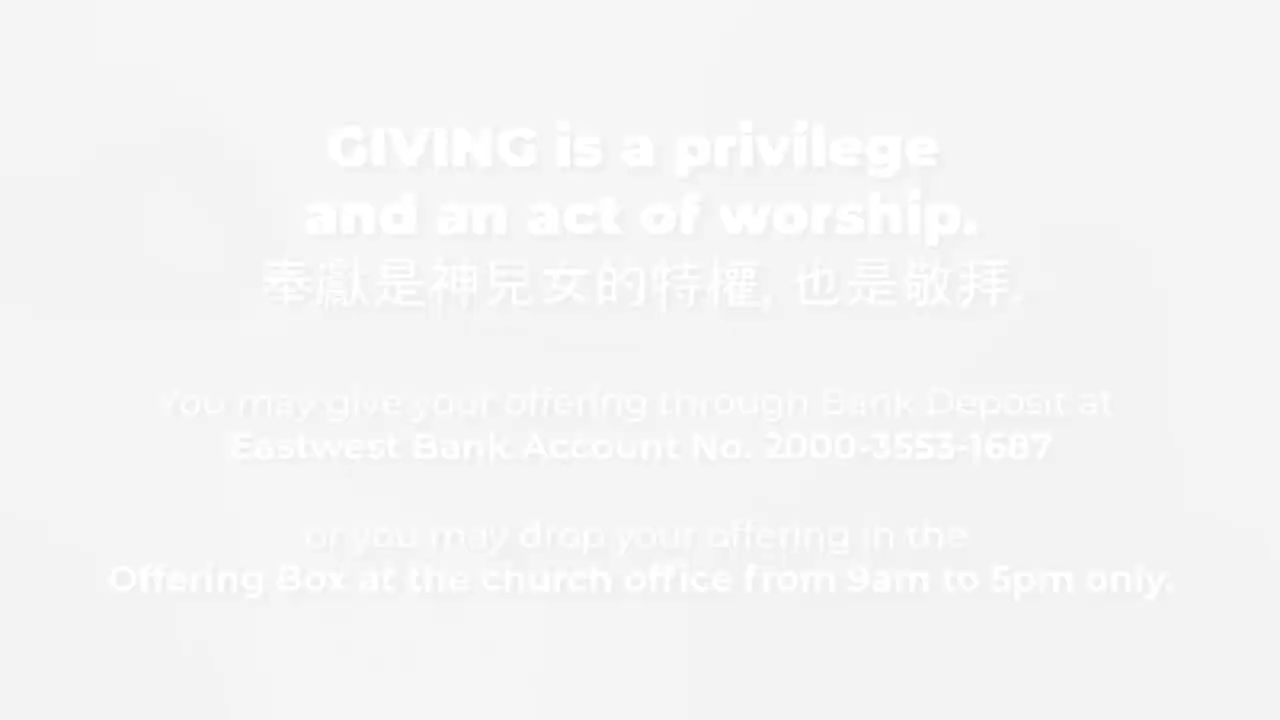 GIVING is a privilege
and an act of worship.
奉獻是神兒女的特權, 也是敬拜.
You may give your offering through Bank Deposit at
Eastwest Bank Account No. 2000-3553-1687
or you may drop your offering in the
Offering Box at the church office from 9am to 5pm only.